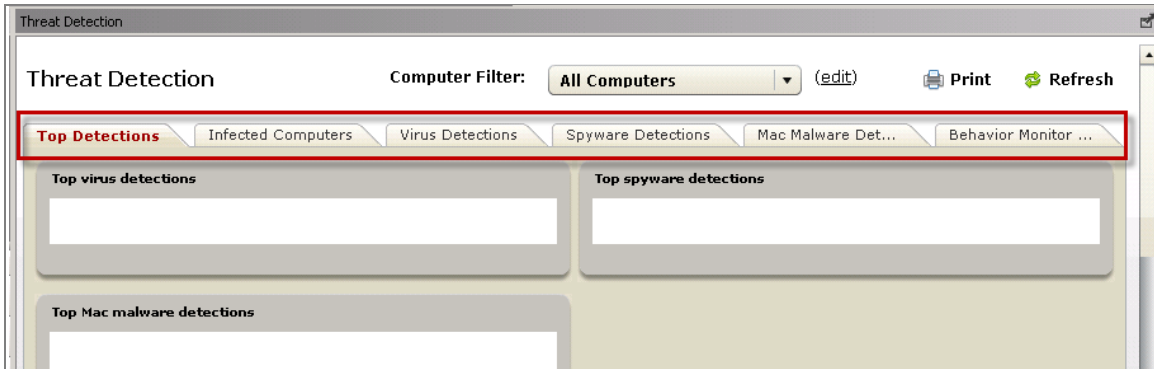 Threat Detection
Threat Detection Computer Filter: All Computers (edit) Print Refresh
Top Detections Infected Computers Virus Detections Spyware Detections Mac Malware Det... Behavior Monitor ...
Top virus detections Top spyware detections
Top Mac malware detections